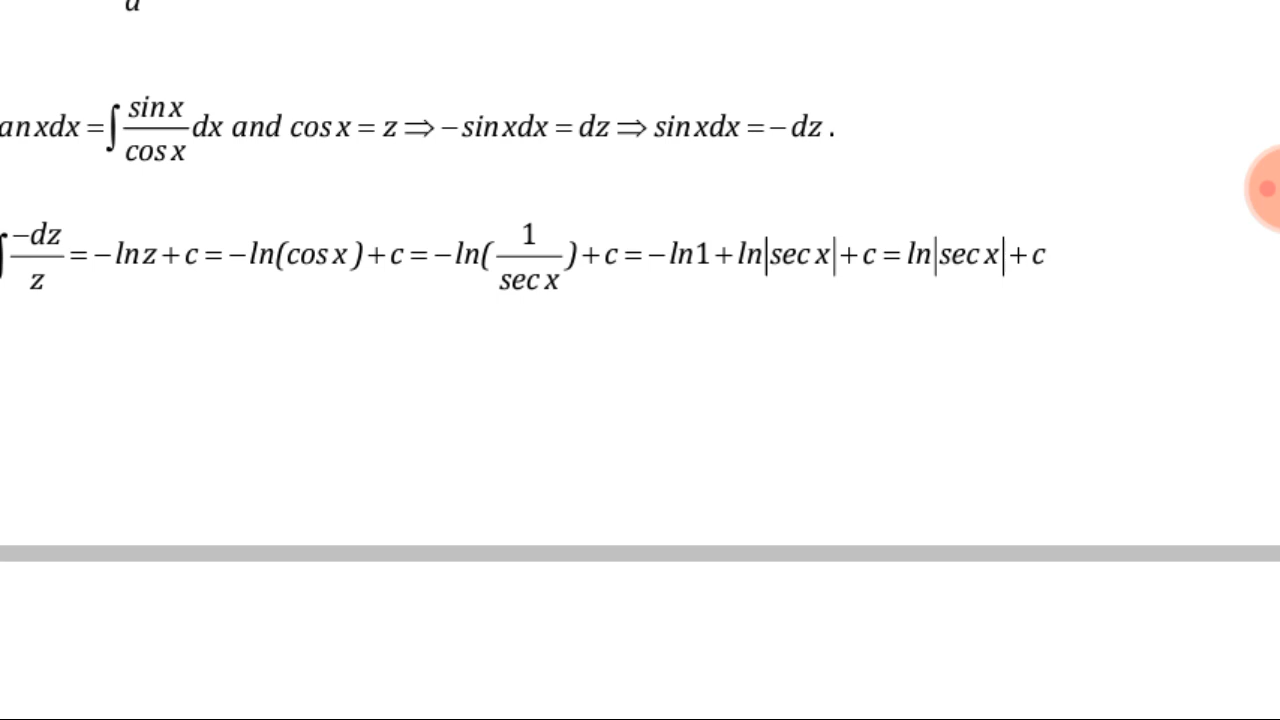 a
anxdx = ∫ sinx/cosx dx and cosx = z ⇒ −sinxdx = dz ⇒ sinxdx = −dz .
∫ −dz/z = −lnz + c = −ln(cosx) + c = −ln(1/secx) + c = −ln1 + ln|secx| + c = ln|secx| + c